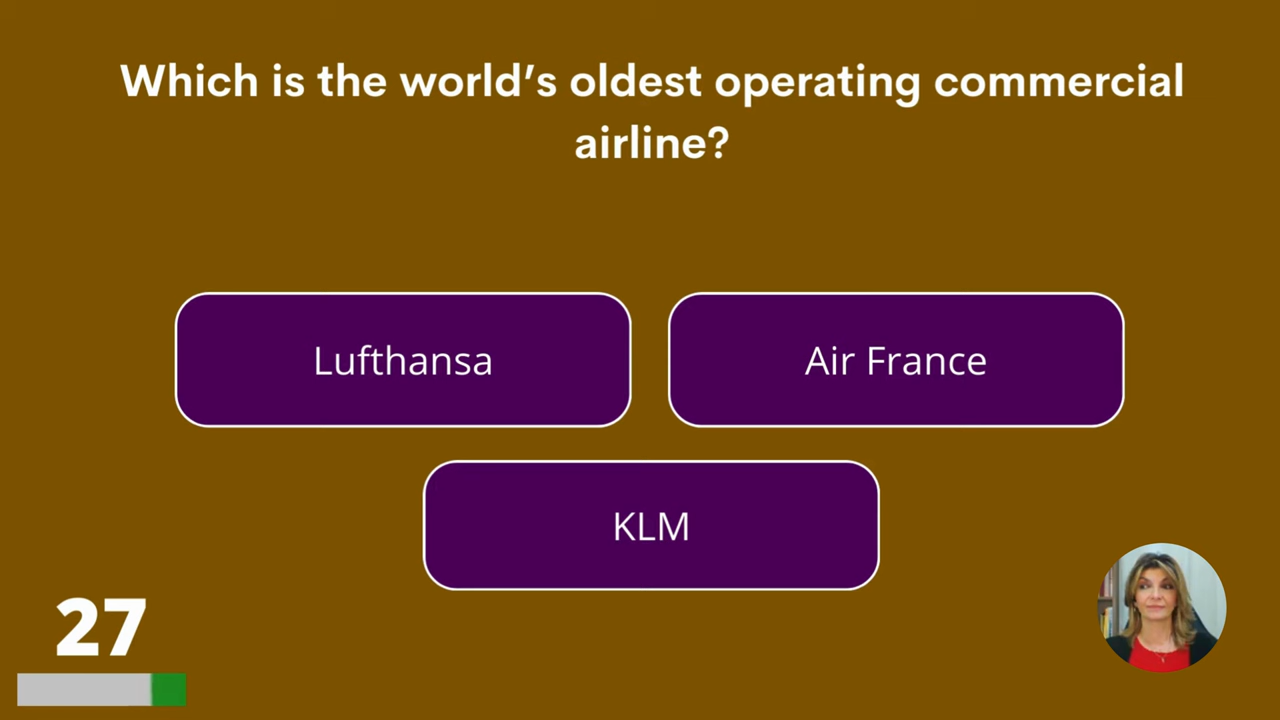 Which is the world’s oldest operating commercial
airline?
Lufthansa
Air France
KLM
27